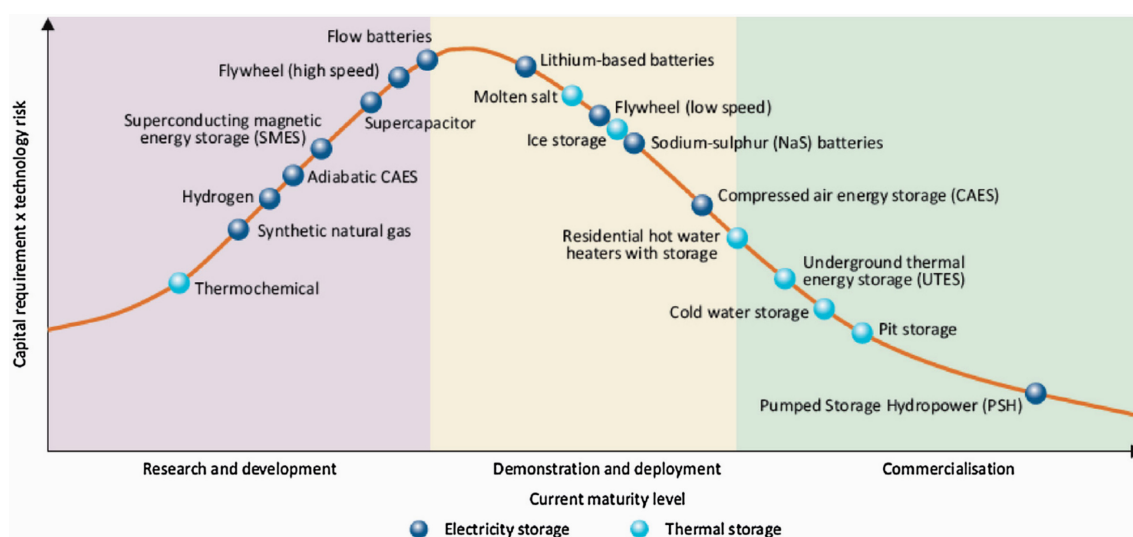 Capital requirement x technology risk
Flow batteries
Flywheel (high speed)
Supercapacitor
Superconducting magnetic
energy storage (SMES)
Adiabatic CAES
Hydrogen
Synthetic natural gas
Thermochemical
Lithium-based batteries
Molten salt
Flywheel (low speed)
Ice storage
Sodium-sulphur (NaS) batteries
Compressed air energy storage (CAES)
Residential hot water
heaters with storage
Underground thermal
energy storage (UTES)
Cold water storage
Pit storage
Pumped Storage Hydropower (PSH)
Research and development
Demonstration and deployment
Commercialisation
Current maturity level
Electricity storage
Thermal storage